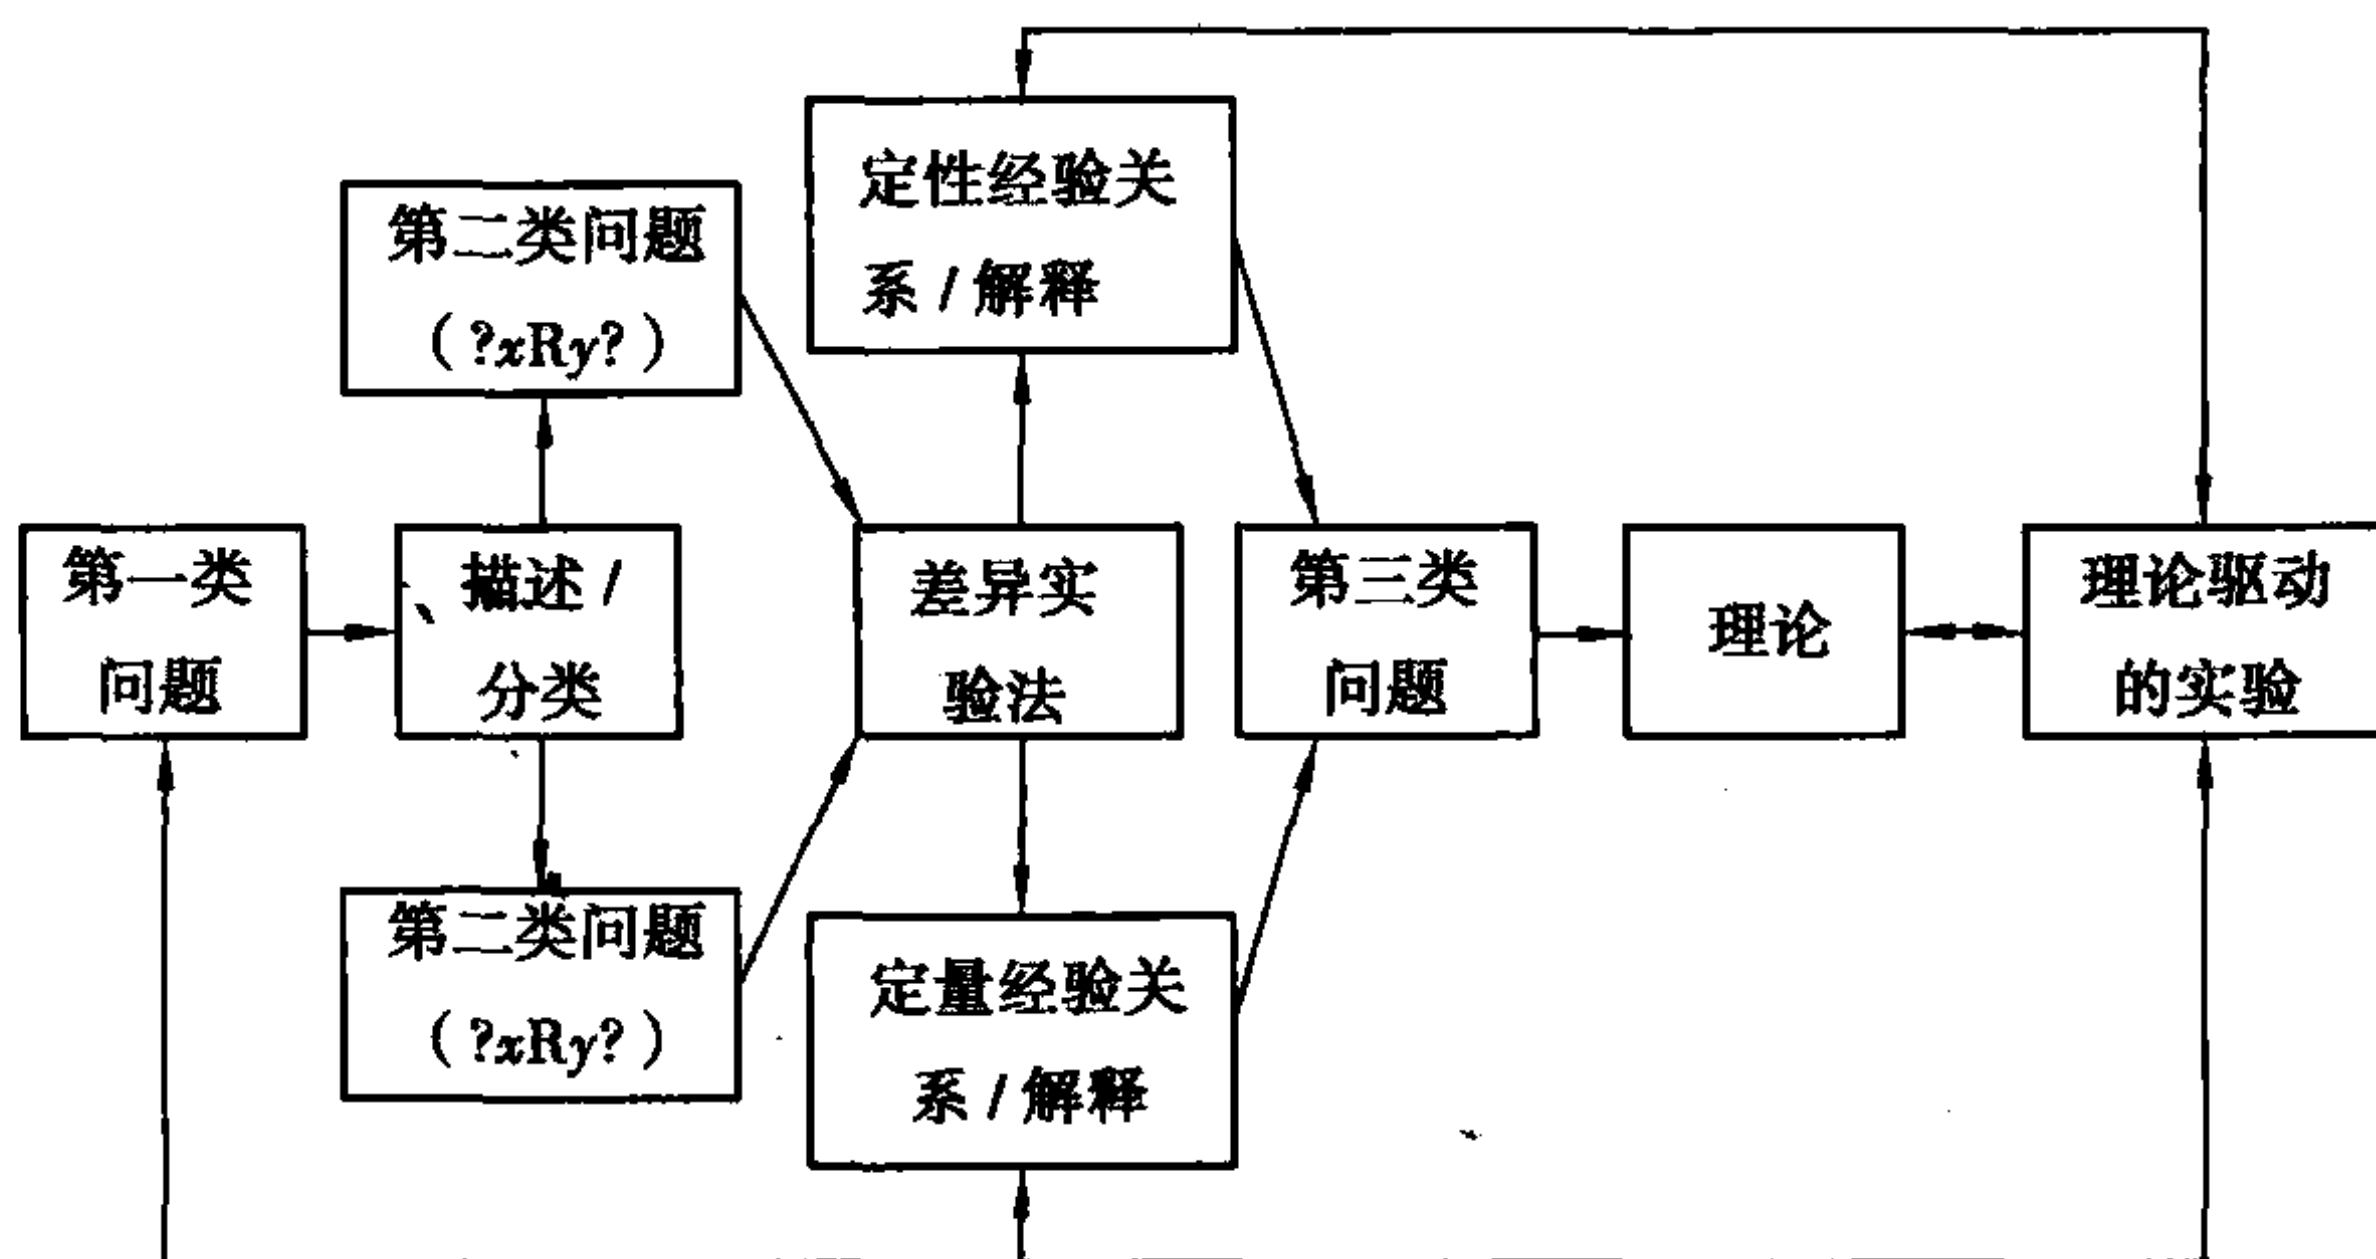 定性经验关
系 / 解释
第二类问题
（?xRy?）
第一类
问题
描述 /
分类
差异实
验法
第三类
问题
理论
理论驱动
的实验
第二类问题
（?xRy?）
定量经验关
系 / 解释